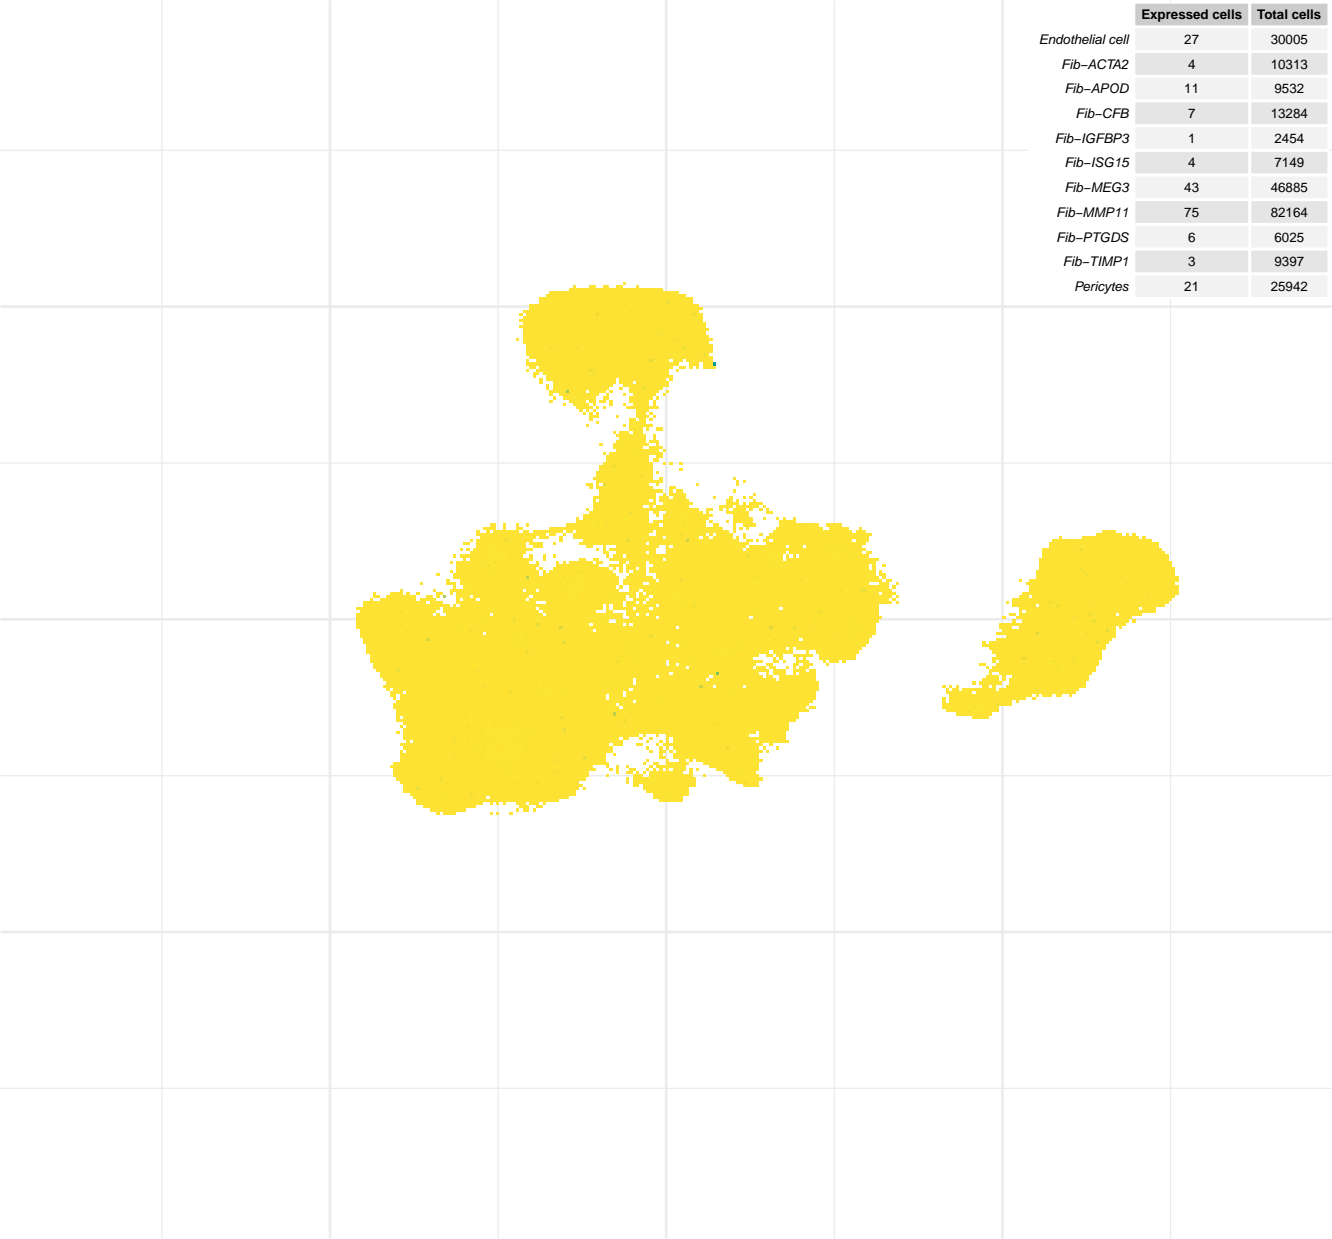 Expressed cells Total cells
Endothelial cell 27 30005
Fib−ACTA2 4 10313
Fib−APOD 11 9532
Fib−CFB 7 13284
Fib−IGFBP3 1 2454
Fib−ISG15 4 7149
Fib−MEG3 43 46885
Fib−MMP11 75 82164
Fib−PTGDS 6 6025
Fib−TIMP1 3 9397
Pericytes 21 25942